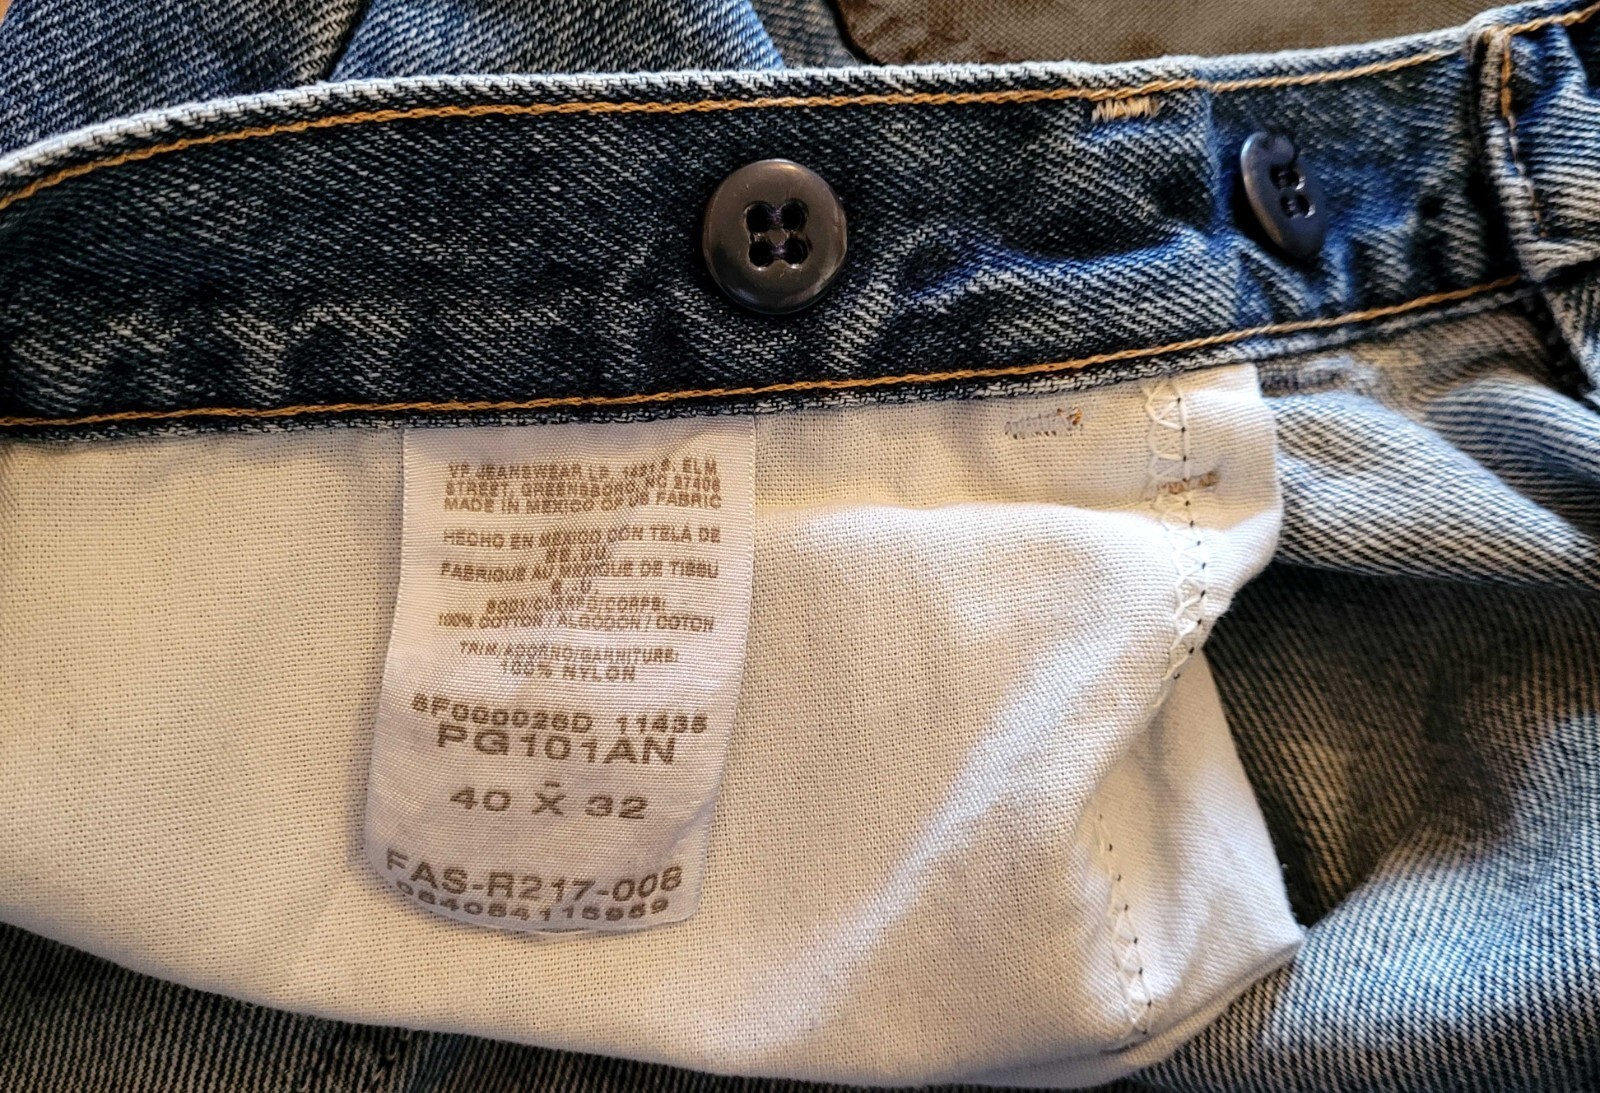 VF JEANSWEAR LP, 1421 S. ELM
STREET, GREENSBORO, NC 27406
MADE IN MEXICO OF US FABRIC
HECHO EN MEXICO CON TELA DE
EE.UU.
FABRIQUE AU MEXIQUE DE TISSU
E.-U.
BODY/CUERPO/CORPS:
100% COTTON / ALGODON / COTON
TRIM/ADORNO/GARNITURE:
100% NYLON
11435
PG101AN
40 X 32
FAS-R217-008